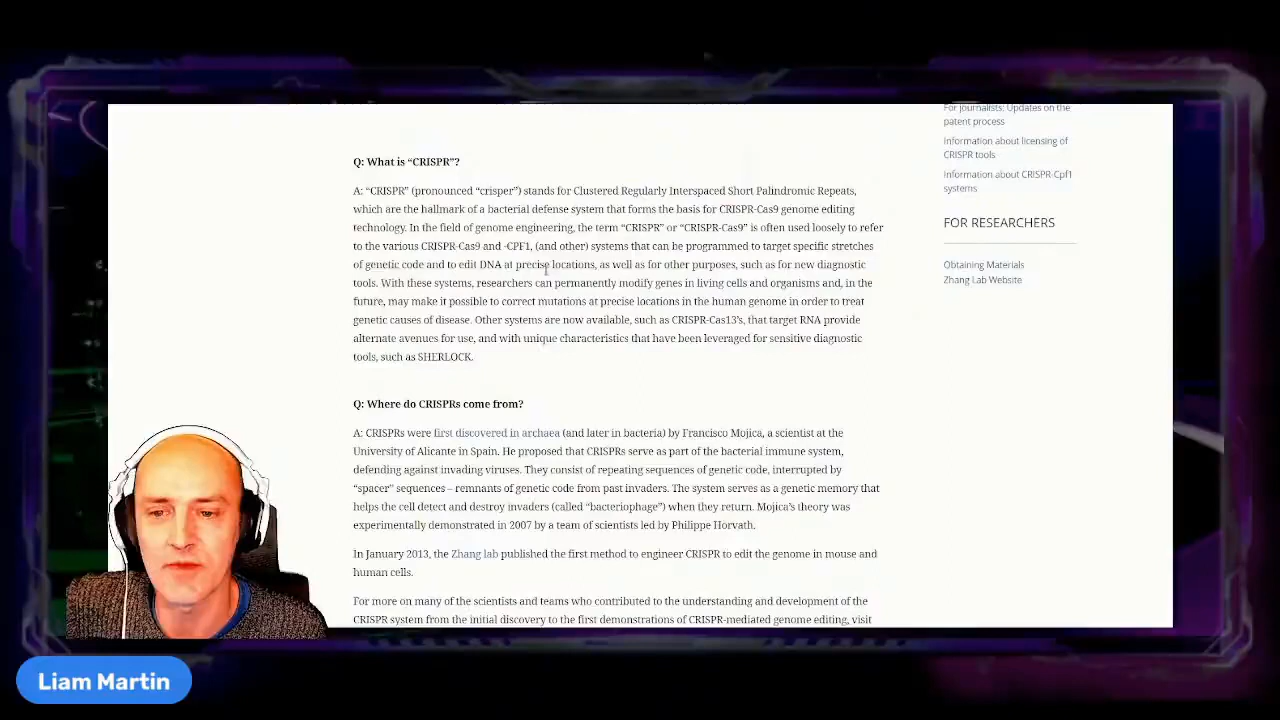 Q: What is “CRISPR”?
A: “CRISPR” (pronounced “crisper”) stands for Clustered Regularly Interspaced Short Palindromic Repeats,
which are the hallmark of a bacterial defense system that forms the basis for CRISPR-Cas9 genome editing
technology. In the field of genome engineering, the term “CRISPR” or “CRISPR-Cas9” is often used loosely to refer
to the various CRISPR-Cas9 and -CPF1, (and other) systems that can be programmed to target specific stretches
of genetic code and to edit DNA at precise locations, as well as for other purposes, such as for new diagnostic
tools. With these systems, researchers can permanently modify genes in living cells and organisms and, in the
future, may make it possible to correct mutations at precise locations in the human genome in order to treat
genetic causes of disease. Other systems are now available, such as CRISPR-Cas13’s, that target RNA provide
alternate avenues for use, and with unique characteristics that have been leveraged for sensitive diagnostic
tools, such as SHERLOCK.
Q: Where do CRISPRs come from?
A: CRISPRs were first discovered in archaea (and later in bacteria) by Francisco Mojica, a scientist at the
University of Alicante in Spain. He proposed that CRISPRs serve as part of the bacterial immune system,
defending against invading viruses. They consist of repeating sequences of genetic code, interrupted by
“spacer” sequences – remnants of genetic code from past invaders. The system serves as a genetic memory that
helps the cell detect and destroy invaders (called “bacteriophage”) when they return. Mojica’s theory was
experimentally demonstrated in 2007 by a team of scientists led by Philippe Horvath.
In January 2013, the Zhang lab published the first method to engineer CRISPR to edit the genome in mouse and
human cells.
For more on many of the scientists and teams who contributed to the understanding and development of the
CRISPR system from the initial discovery to the first demonstrations of CRISPR-mediated genome editing, visit
For journalists: Updates on the
patent process
Information about licensing of
CRISPR tools
Information about CRISPR-Cpf1
systems
FOR RESEARCHERS
Obtaining Materials
Zhang Lab Website
Liam Martin